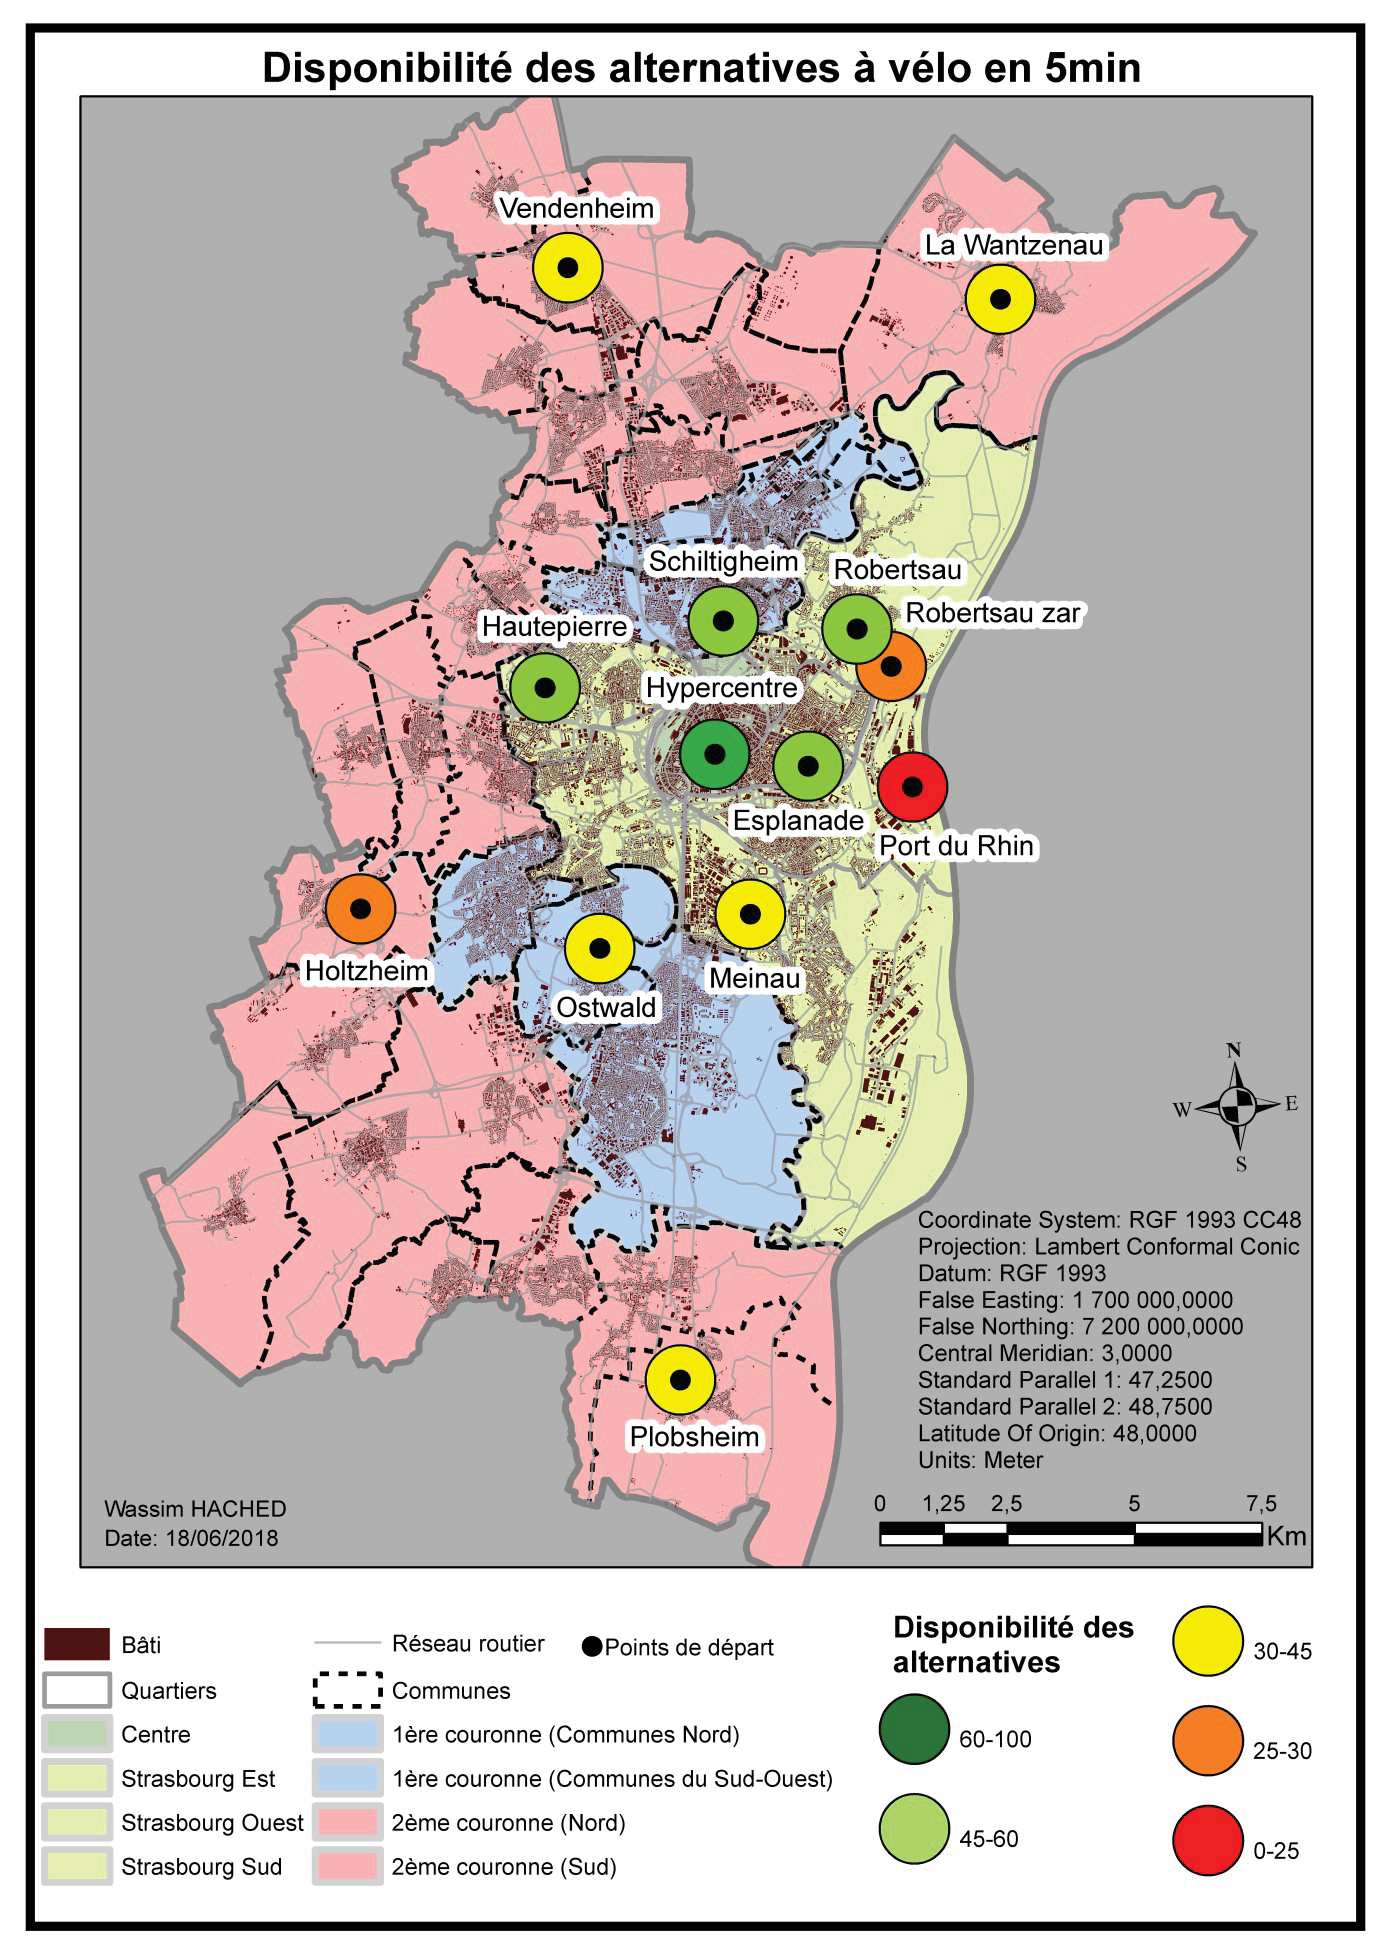 Disponibilité des alternatives à vélo en 5min
Vendenheim
La Wantzenau
Schiltigheim
Robertsau
Robertsau zar
Hautepierre
Hypercentre
Esplanade
Port du Rhin
Holtzheim
Meinau
Ostwald
Plobsheim
N
W
E
S
Coordinate System: RGF 1993 CC48
Projection: Lambert Conformal Conic
Datum: RGF 1993
False Easting: 1 700 000,0000
False Northing: 7 200 000,0000
Central Meridian: 3,0000
Standard Parallel 1: 47,2500
Standard Parallel 2: 48,7500
Latitude Of Origin: 48,0000
Units: Meter
0 1,25 2,5 5 7,5
Km
Wassim HACHED
Date: 18/06/2018
Bâti
Quartiers
Centre
Strasbourg Est
Strasbourg Ouest
Strasbourg Sud
Réseau routier
Communes
1ère couronne (Communes Nord)
1ère couronne (Communes du Sud-Ouest)
2ème couronne (Nord)
2ème couronne (Sud)
Points de départ
Disponibilité des
alternatives
60-100
45-60
30-45
25-30
0-25